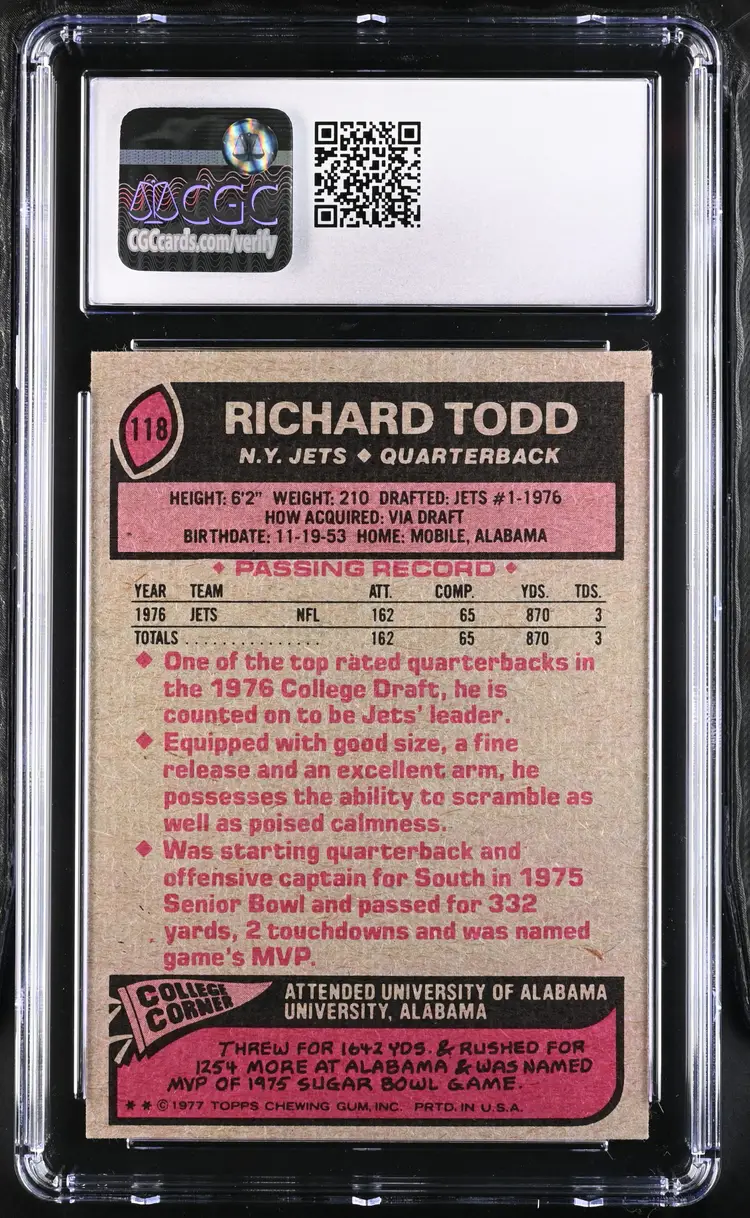 CGC
CGCcards.com/verify
118
RICHARD TODD
N.Y. JETS ◆ QUARTERBACK
HEIGHT: 6'2" WEIGHT: 210 DRAFTED: JETS #1-1976
HOW ACQUIRED: VIA DRAFT
BIRTHDATE: 11-19-53 HOME: MOBILE, ALABAMA
◆ PASSING RECORD ◆
YEAR TEAM ATT. COMP. YDS. TDS.
1976 JETS NFL 162 65 870 3
TOTALS . . . . . . . . . . . . . . . 162 65 870 3
◆ One of the top rated quarterbacks in
the 1976 College Draft, he is
counted on to be Jets' leader.
◆ Equipped with good size, a fine
release and an excellent arm, he
possesses the ability to scramble as
well as poised calmness.
◆ Was starting quarterback and
offensive captain for South in 1975
Senior Bowl and passed for 332
yards, 2 touchdowns and was named
game's MVP.
COLLEGE
CORNER
ATTENDED UNIVERSITY OF ALABAMA
UNIVERSITY, ALABAMA
THREW FOR 1642 YDS. & RUSHED FOR
1254 MORE AT ALABAMA & WAS NAMED
MVP OF 1975 SUGAR BOWL GAME.
** © 1977 TOPPS CHEWING GUM, INC. PRTD. IN U.S.A.